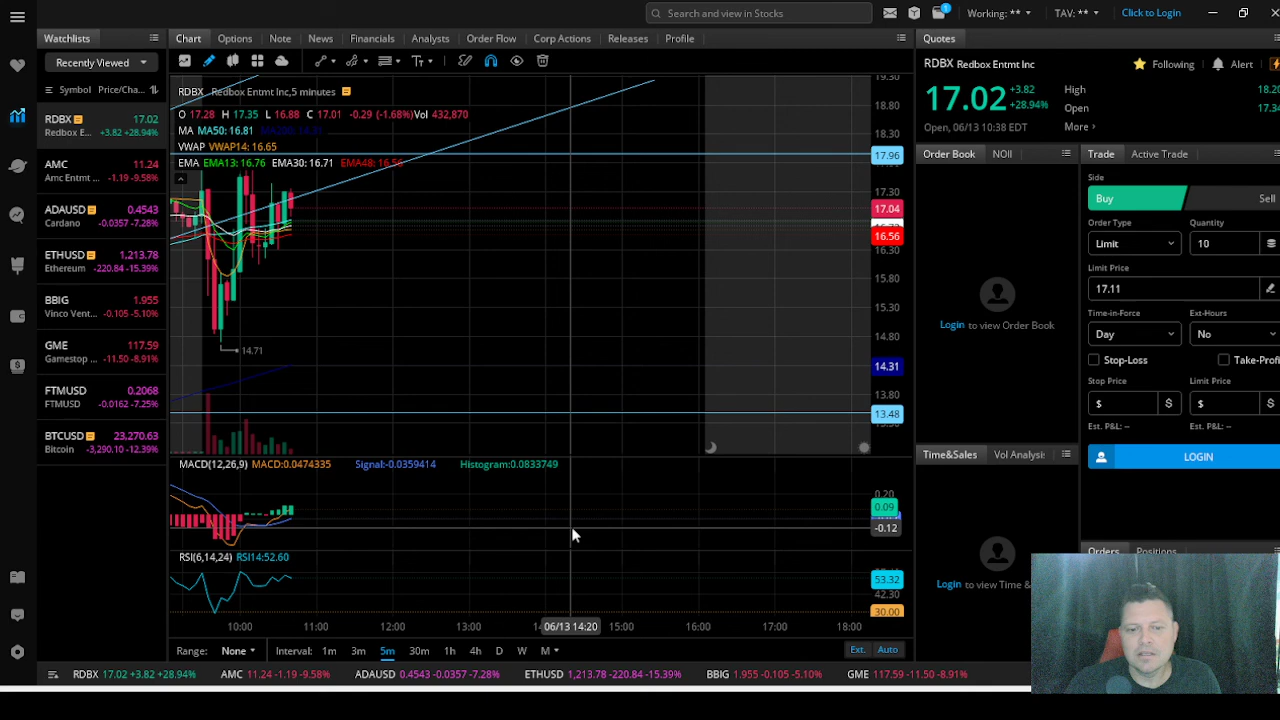 Search and view in Stocks
1
Working: **
TAV: **
Click to Login
Watchlists
Chart
Options
Note
News
Financials
Analysts
Order Flow
Corp Actions
Releases
Profile
Quotes
Recently Viewed
Symbol Price/Cha...
RDBX 17.02
Redbox E... +3.82 +28.94%
AMC 11.24
Amc Entmt ... -1.19 -9.58%
ADAUSD 0.4543
Cardano -0.0357 -7.28%
ETHUSD 1,213.78
Ethereum -220.84 -15.39%
BBIG 1.955
Vinco Vent... -0.105 -5.10%
GME 117.59
Gamestop ... -11.50 -8.91%
FTMUSD 0.2068
FTMUSD -0.0162 -7.25%
BTCUSD 23,270.63
Bitcoin -3,290.10 -12.39%
RDBX Redbox Entmt Inc,5 minutes
O 17.28 H 17.35 L 16.88 C 17.01 -0.29 (-1.68%) Vol 432,870
MA MA50: 16.81 MA200: 14.31
VWAP VWAP14: 16.65
EMA EMA13: 16.76 EMA30: 16.71 EMA48: 16.56
19.30
18.80
18.30
17.96
17.30
17.04
16.56
16.30
15.80
15.30
14.80
14.31
13.80
13.48
14.71
MACD(12,26,9) MACD:0.0474335 Signal:-0.0359414 Histogram:0.0833749
0.20
0.09
-0.12
RSI(6,14,24) RSI14:52.60
53.32
42.30
30.00
10:00 11:00 12:00 13:00 06/13 14:20 15:00 16:00 17:00 18:00
Range: None Interval: 1m 3m 5m 30m 1h 4h D W M Ext. Auto
RDBX Redbox Entmt Inc
Following
Alert
17.02 +3.82
+28.94%
High 18.20
Open 17.34
More >
Open, 06/13 10:38 EDT
Order Book NOII
Login to view Order Book
Time&Sales Vol Analysi
Login to view Time &
Trade Active Trade
Side
Buy Sell
Order Type Quantity
Limit 10
Limit Price
17.11
Time-in-Force Ext-Hours
Day No
Stop-Loss Take-Profi
Stop Price Limit Price
$ $ $ $
Est. P&L: -- Est. P&L: --
LOGIN
Orders Positions
RDBX 17.02 +3.82 +28.94% AMC 11.24 -1.19 -9.58% ADAUSD 0.4543 -0.0357 -7.28% ETHUSD 1,213.78 -220.84 -15.39% BBIG 1.955 -0.105 -5.10% GME 117.59 -11.50 -8.91%